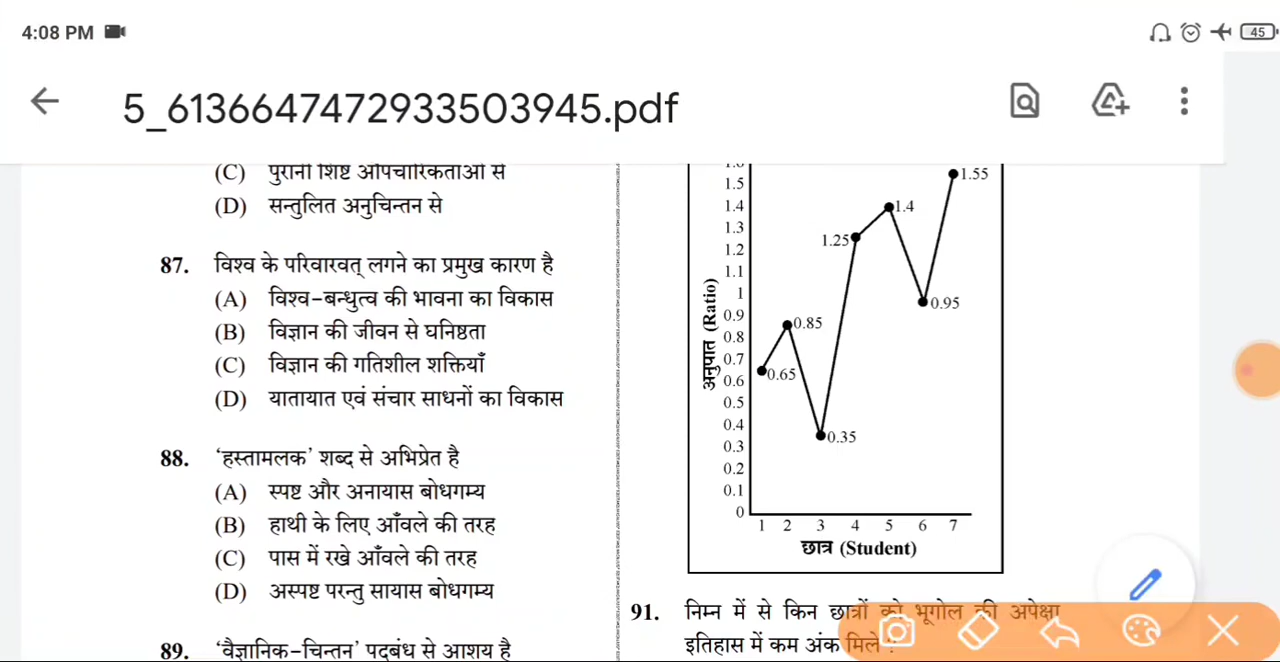 4:08 PM
45
5_6136647472933503945.pdf
(C) पुरानी शिष्ट औपचारिकताओं से
(D) सन्तुलित अनुचिन्तन से
87. विश्व के परिवारवत् लगने का प्रमुख कारण है
(A) विश्व-बन्धुत्व की भावना का विकास
(B) विज्ञान की जीवन से घनिष्ठता
(C) विज्ञान की गतिशील शक्तियाँ
(D) यातायात एवं संचार साधनों का विकास
88. ‘हस्तामलक’ शब्द से अभिप्रेत है
(A) स्पष्ट और अनायास बोधगम्य
(B) हाथी के लिए आँवले की तरह
(C) पास में रखे आँवले की तरह
(D) अस्पष्ट परन्तु सायास बोधगम्य
89. ‘वैज्ञानिक-चिन्तन’ पदबंध से आशय है
1.6
1.5
1.4
1.3
1.2
1.1
1
0.9
0.8
0.7
0.6
0.5
0.4
0.3
0.2
0.1
0
अनुपात (Ratio)
0.65
0.85
0.35
1.25
1.4
0.95
1.55
1 2 3 4 5 6 7
छात्र (Student)
91. निम्न में से किन छात्रों को भूगोल की अपेक्षा
इतिहास में कम अंक मिले